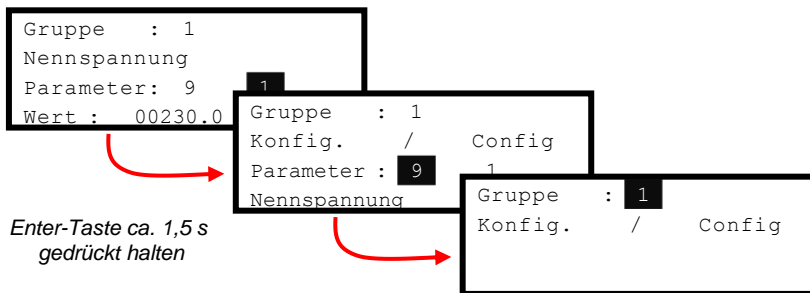 Gruppe : 1
Nennspannung
Parameter: 9 1
Wert : 00230.0
Gruppe : 1
Konfig. / Config
Parameter : 9 1
Nennspannung
Gruppe : 1
Konfig. / Config
Enter-Taste ca. 1,5 s
gedrückt halten